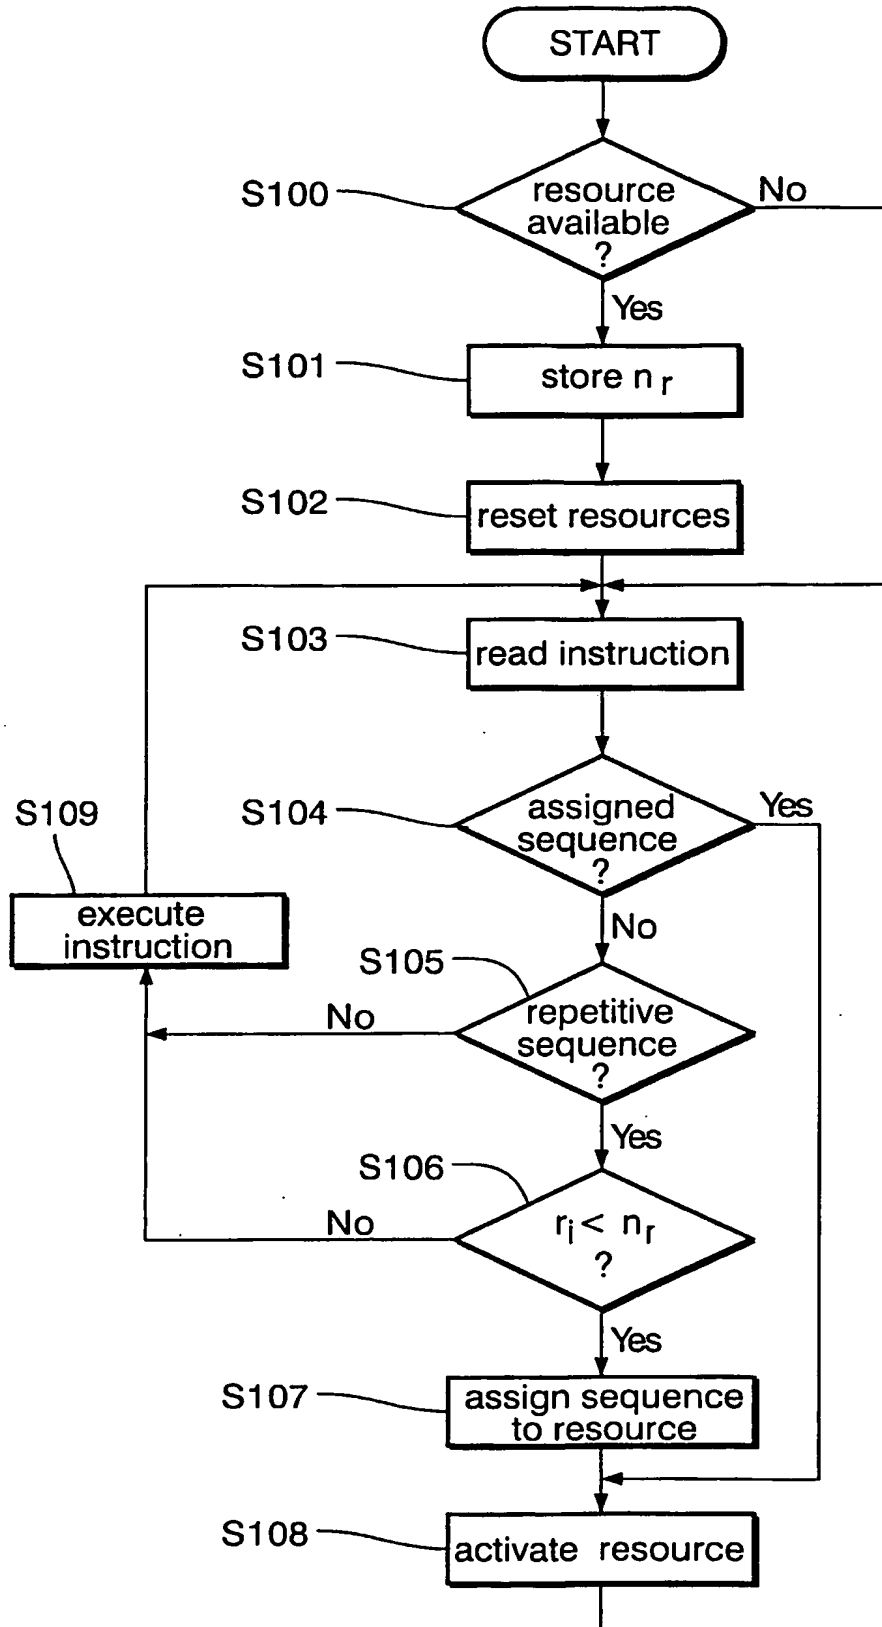 START
S100
resource
available
?
No
Yes
S101
store n r
S102
reset resources
S103
read instruction
S104
assigned
sequence
?
Yes
No
S109
execute
instruction
S105
repetitive
sequence
?
No
Yes
S106
ri < nr
?
No
Yes
S107
assign sequence
to resource
S108
activate resource